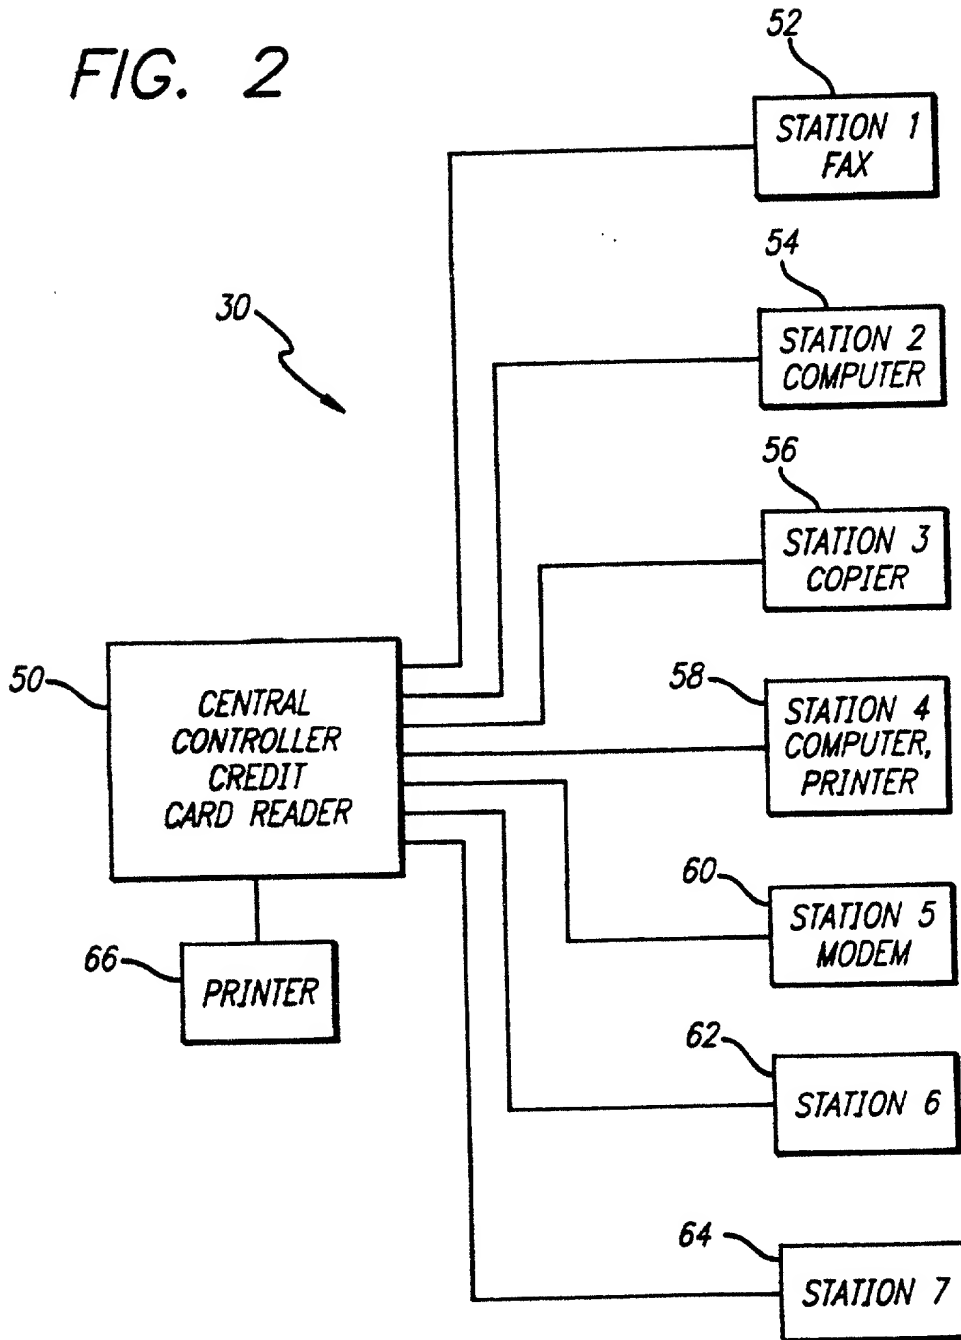 FIG. 2
52
STATION 1
FAX
54
STATION 2
COMPUTER
30
56
STATION 3
COPIER
50
CENTRAL
CONTROLLER
CREDIT
CARD READER
58
STATION 4
COMPUTER,
PRINTER
60
STATION 5
MODEM
66
PRINTER
62
STATION 6
64
STATION 7